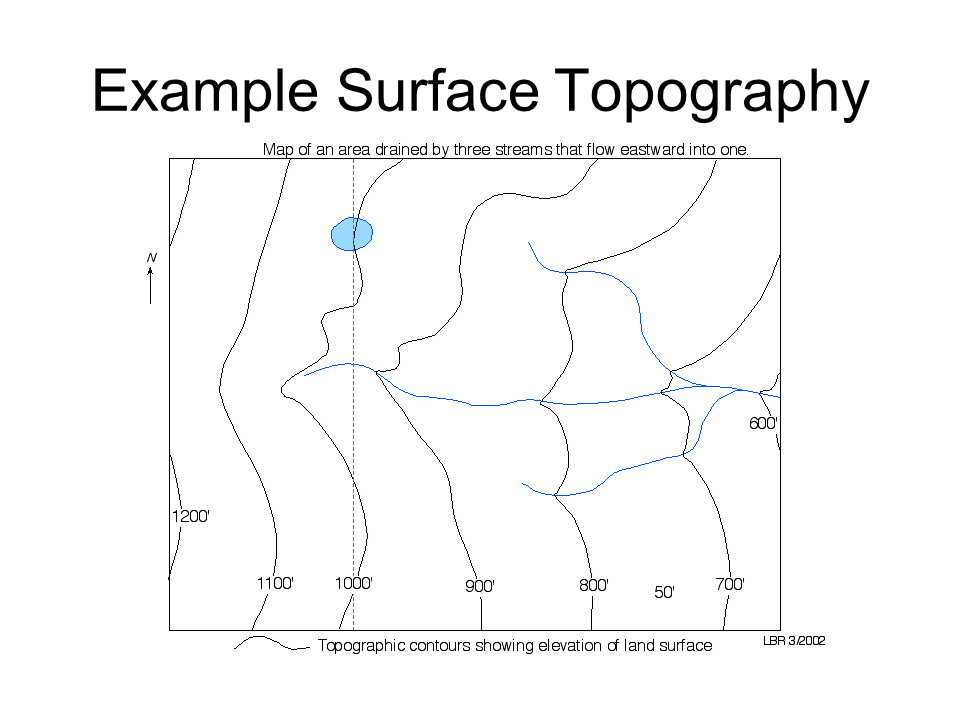 Example Surface Topography
Map of an area drained by three streams that flow eastward into one.
N
600'
1200'
1100'
1000'
900'
800'
50'
700'
Topographic contours showing elevation of land surface
LBR 3/2002